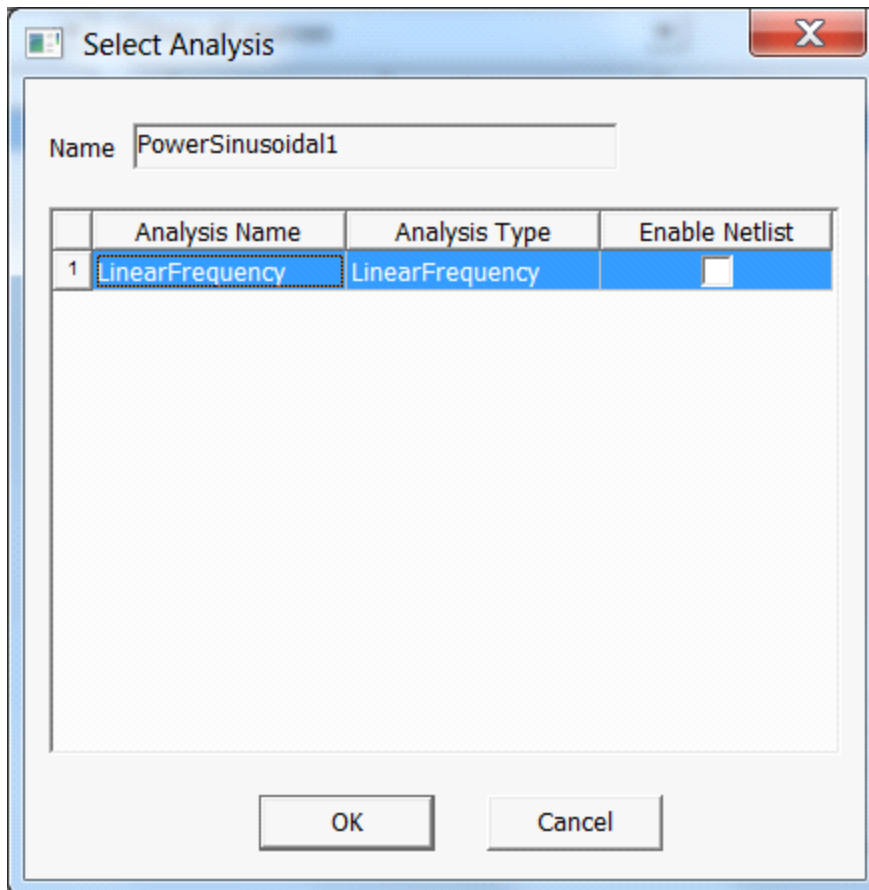 Select Analysis
Name PowerSinusoidal1
Analysis Name Analysis Type Enable Netlist
1 LinearFrequency LinearFrequency
OK Cancel